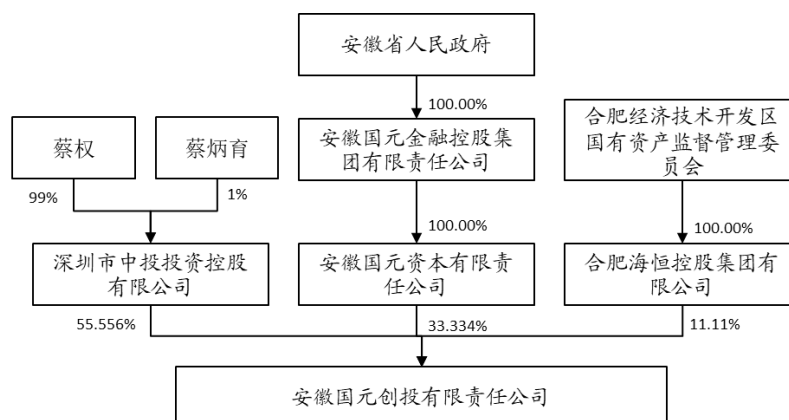 安徽省人民政府
100.00%
安徽国元金融控股集
团有限责任公司
合肥经济技术开发区
国有资产监督管理委
员会
蔡权
蔡炳育
99%
1%
100.00%
100.00%
深圳市中投投资控股
有限公司
安徽国元资本有限责
任公司
合肥海恒控股集团有
限公司
55.556%
33.334%
11.11%
安徽国元创投有限责任公司